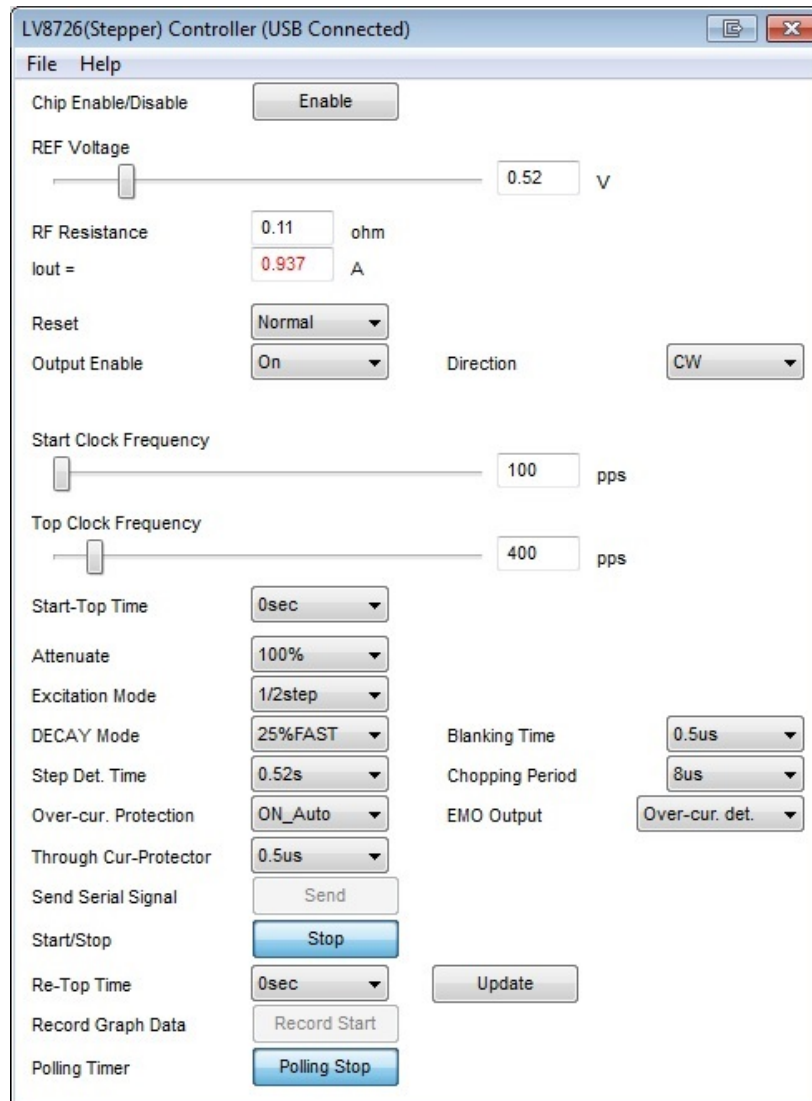 LV8726(Stepper) Controller (USB Connected)
File Help
Chip Enable/Disable Enable
REF Voltage
0.52 V
RF Resistance 0.11 ohm
Iout = 0.937 A
Reset Normal
Output Enable On Direction CW
Start Clock Frequency
100 pps
Top Clock Frequency
400 pps
Start-Top Time 0sec
Attenuate 100%
Excitation Mode 1/2step
DECAY Mode 25%FAST Blanking Time 0.5us
Step Det. Time 0.52s Chopping Period 8us
Over-cur. Protection ON_Auto EMO Output Over-cur. det.
Through Cur-Protector 0.5us
Send Serial Signal Send
Start/Stop Stop
Re-Top Time 0sec Update
Record Graph Data Record Start
Polling Timer Polling Stop